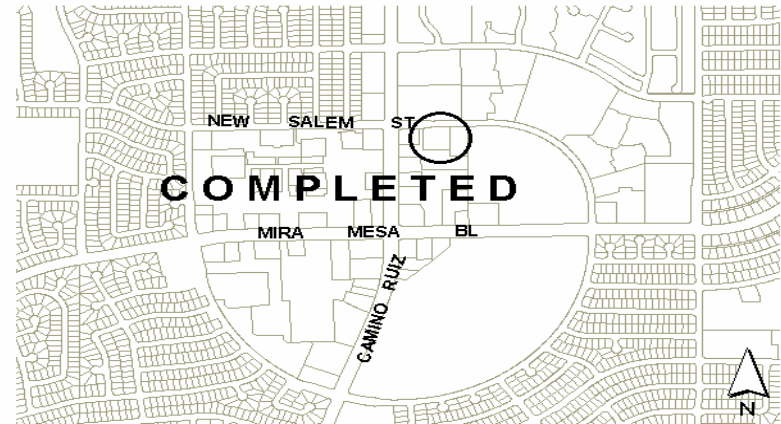 NEW SALEM ST
COMPLETED
MIRA MESA BL
CAMINO RUIZ
N